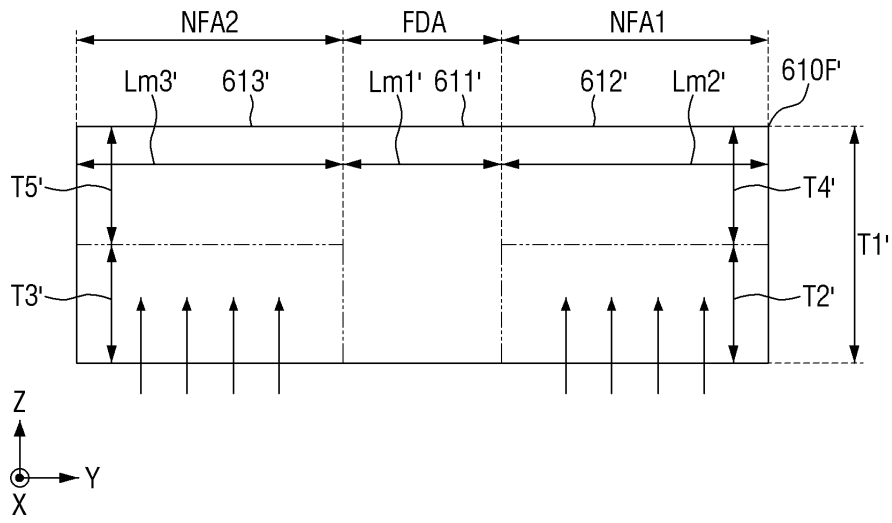 NFA2 FDA NFA1
Lm3' 613' Lm1' 611' 612' Lm2' 610F'
T5' T4'
T1'
T3' T2'
Z
Y
X